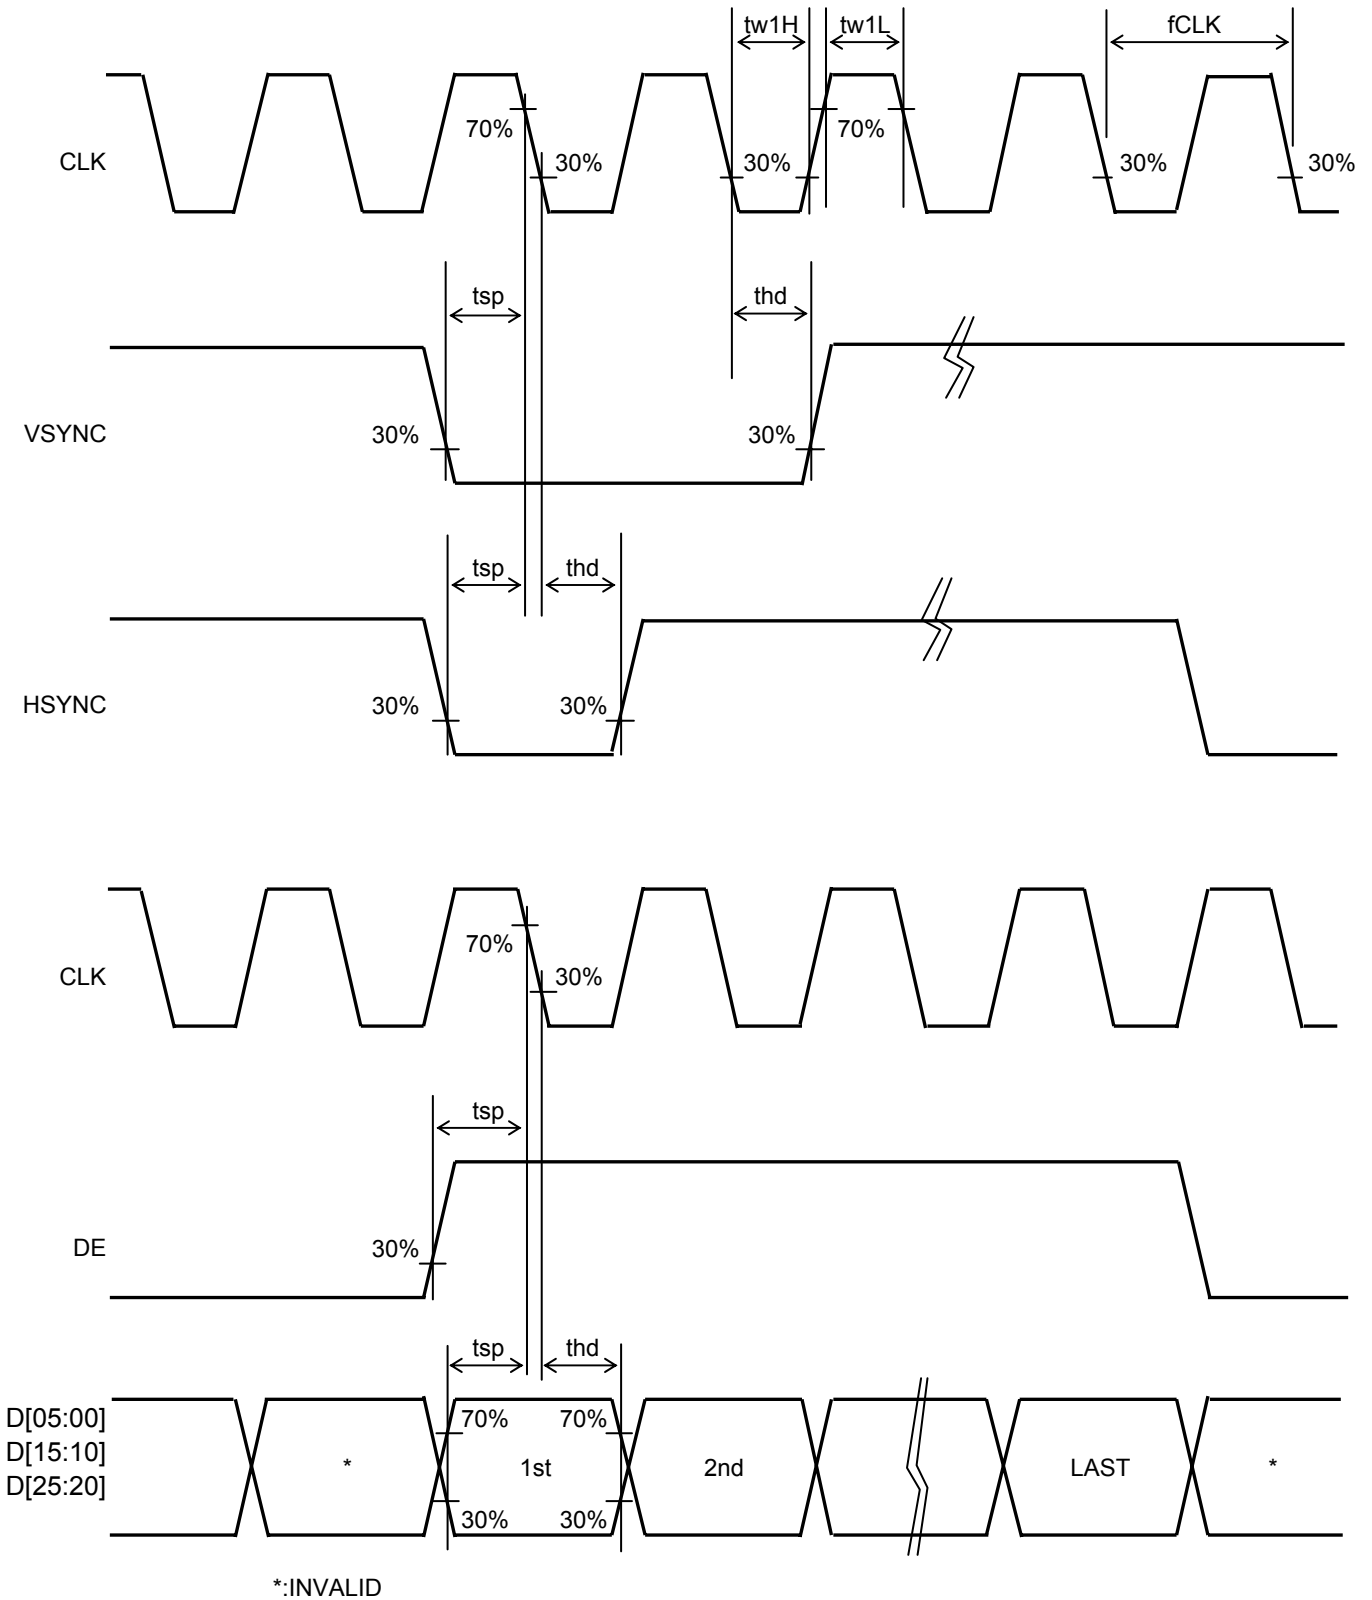 tw1H tw1L fCLK
70% 70%
CLK 30% 30% 30% 30%
tsp thd
VSYNC 30% 30%
tsp thd
HSYNC 30% 30%
70%
CLK 30%
tsp
DE 30%
tsp thd
D[05:00] 70% 70%
D[15:10] * 1st 2nd LAST *
D[25:20]
30% 30%
*:INVALID